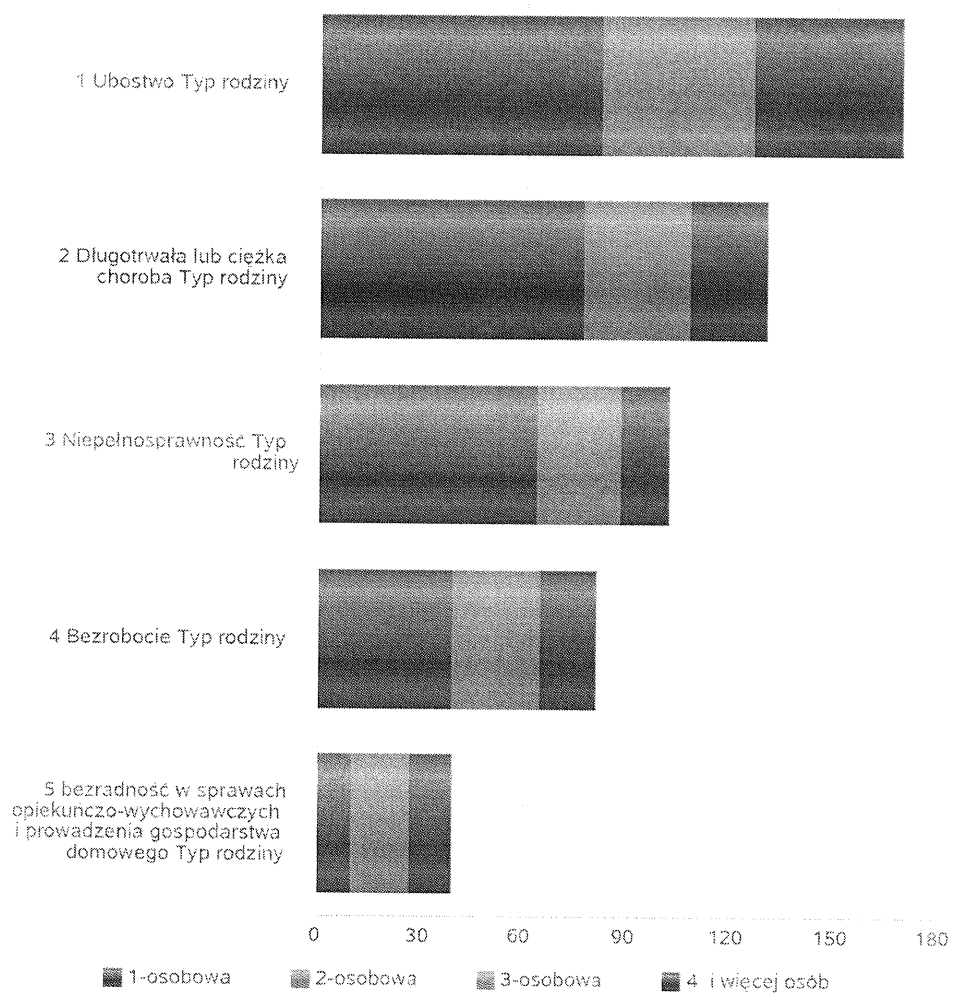 1 Ubóstwo Typ rodziny
2 Długotrwała lub ciężka
choroba Typ rodziny
3 Niepełnosprawność Typ
rodziny
4 Bezrobocie Typ rodziny
5 bezradność w sprawach
opiekuńczo-wychowawczych
i prowadzenia gospodarstwa
domowego Typ rodziny
0 30 60 90 120 150 180
1-osobowa 2-osobowa 3-osobowa 4 i więcej osób